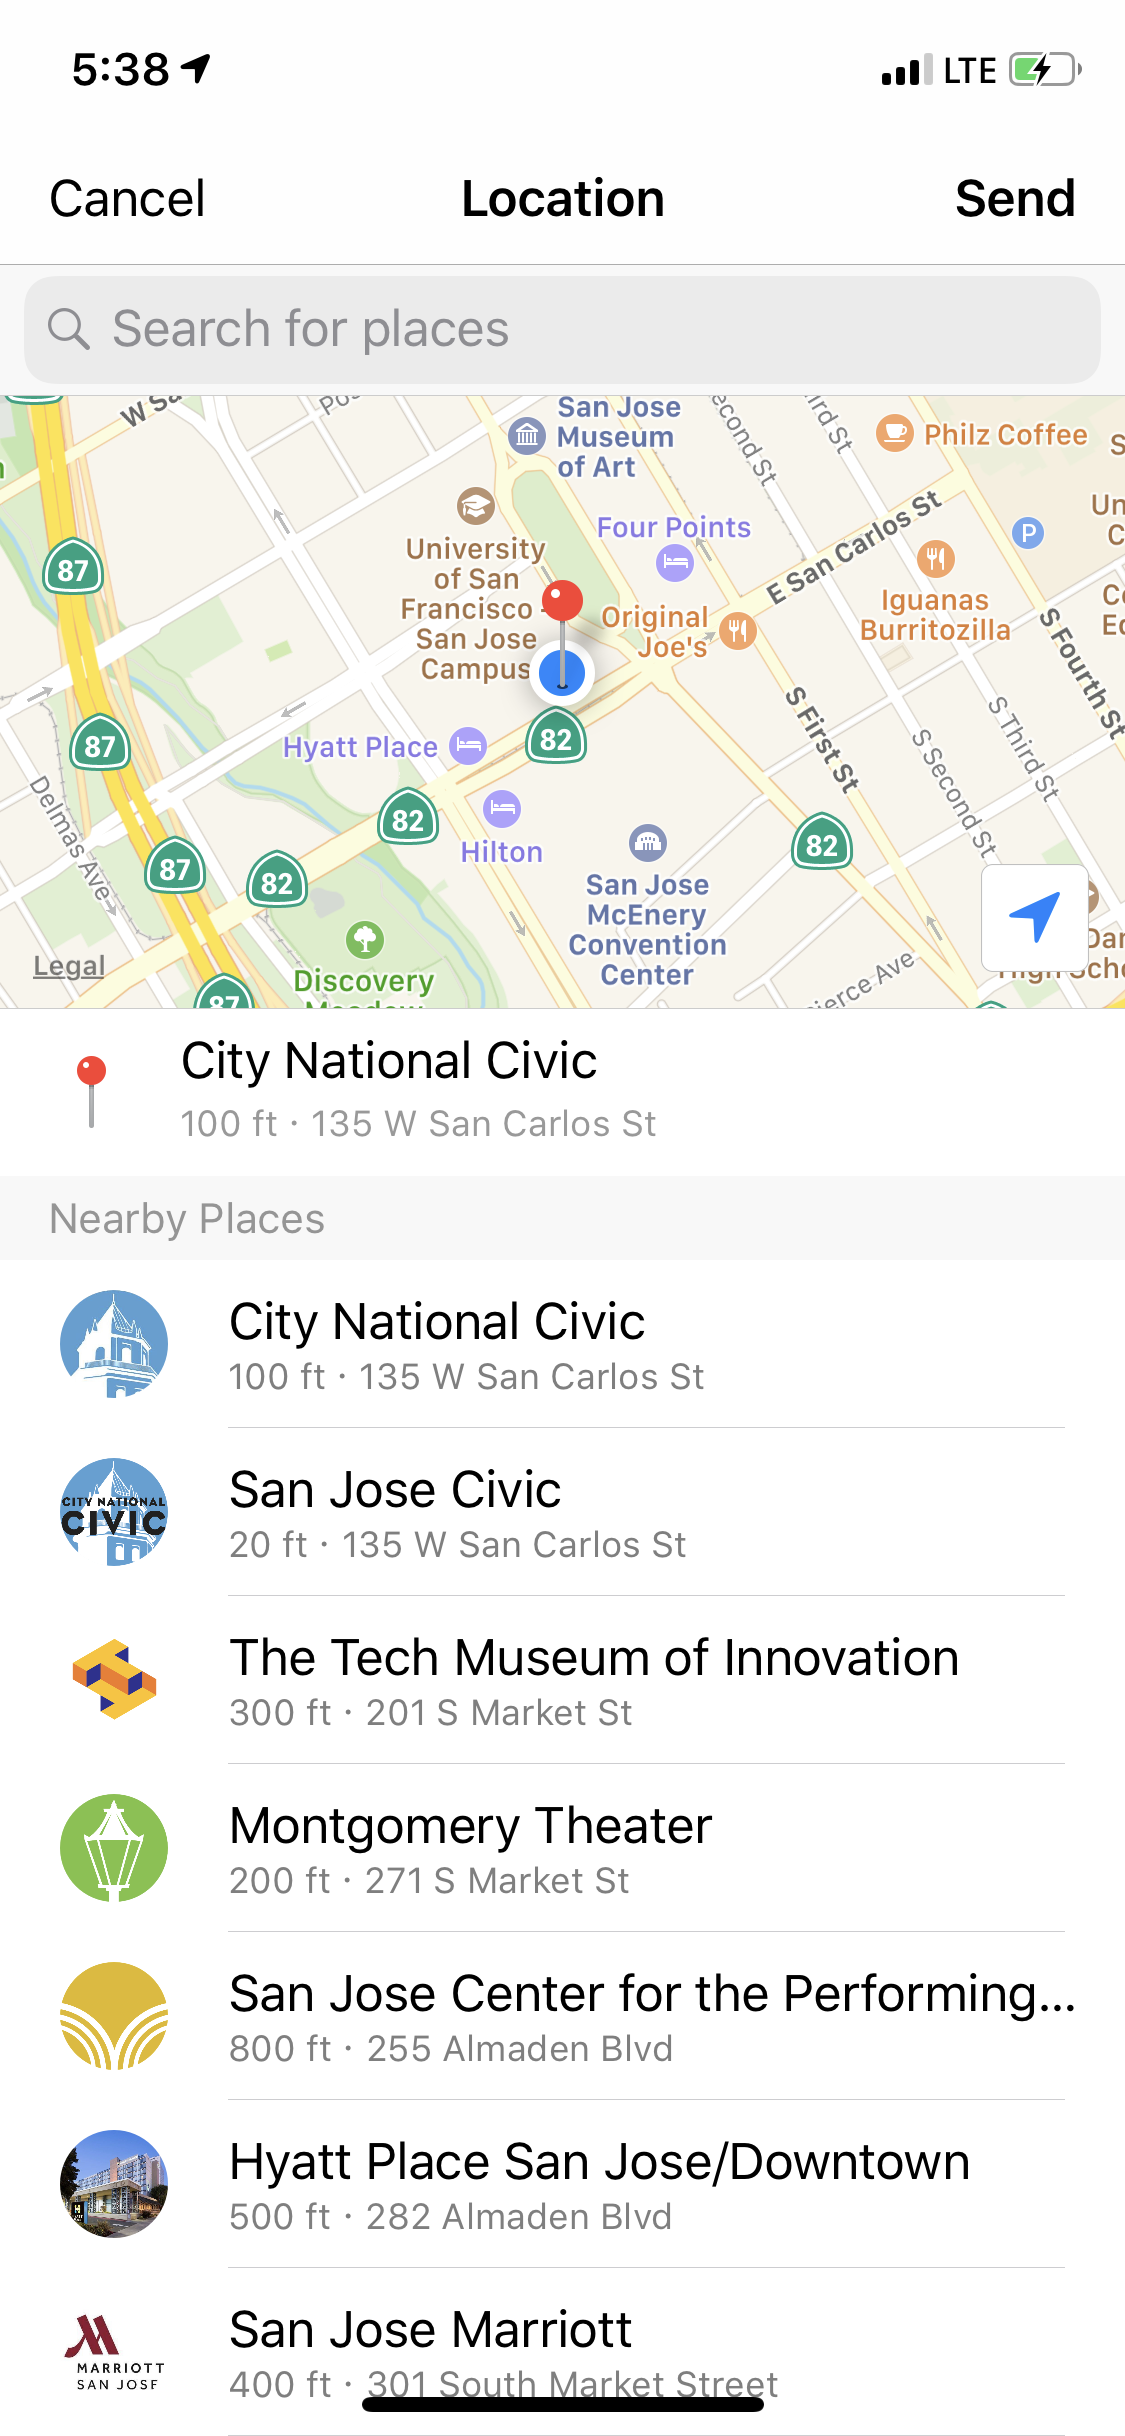 5:38
LTE
Cancel
Location
Send
Search for places
W Sa
Pos
San Jose
Museum
of Art
Philz Coffee
University
of San
Francisco -
San Jose
Campus
Four Points
Original
Joe's
E San Carlos St
Iguanas
Burritozilla
P
S Fourth St
S First St
S Second St
S Third St
87
87
87
87
82
82
82
82
Hyatt Place
Hilton
Delmas Ave
San Jose
McEnery
Convention
Center
Discovery
Meadow
Pierce Ave
Legal
City National Civic
100 ft · 135 W San Carlos St
Nearby Places
City National Civic
100 ft · 135 W San Carlos St
CITY NATIONAL
CIVIC
San Jose Civic
20 ft · 135 W San Carlos St
The Tech Museum of Innovation
300 ft · 201 S Market St
Montgomery Theater
200 ft · 271 S Market St
San Jose Center for the Performing...
800 ft · 255 Almaden Blvd
Hyatt Place San Jose/Downtown
500 ft · 282 Almaden Blvd
MARRIOTT
SAN JOSE
San Jose Marriott
400 ft · 301 South Market Street